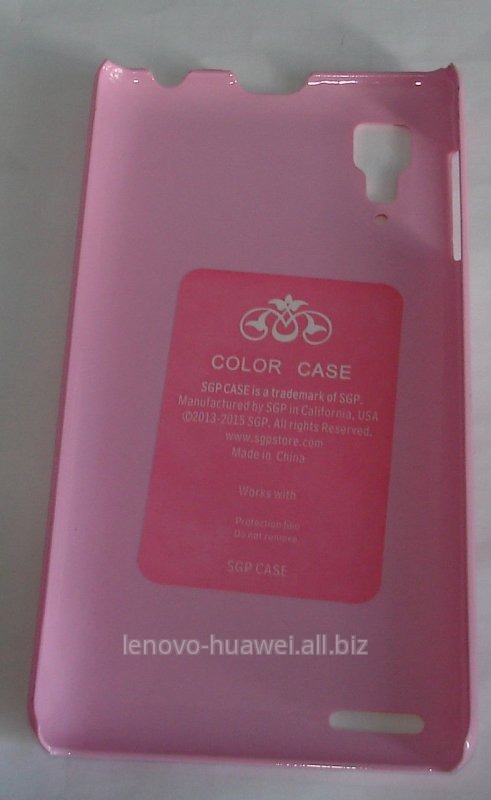 COLOR CASE
SGP CASE is a trademark of SGP.
Manufactured by SGP in California, USA
©2013-2015 SGP. All rights Reserved.
www.sgpstore.com
Made in China
Works with
Protection film
Do not remove
SGP CASE
lenovo-huawei.all.biz